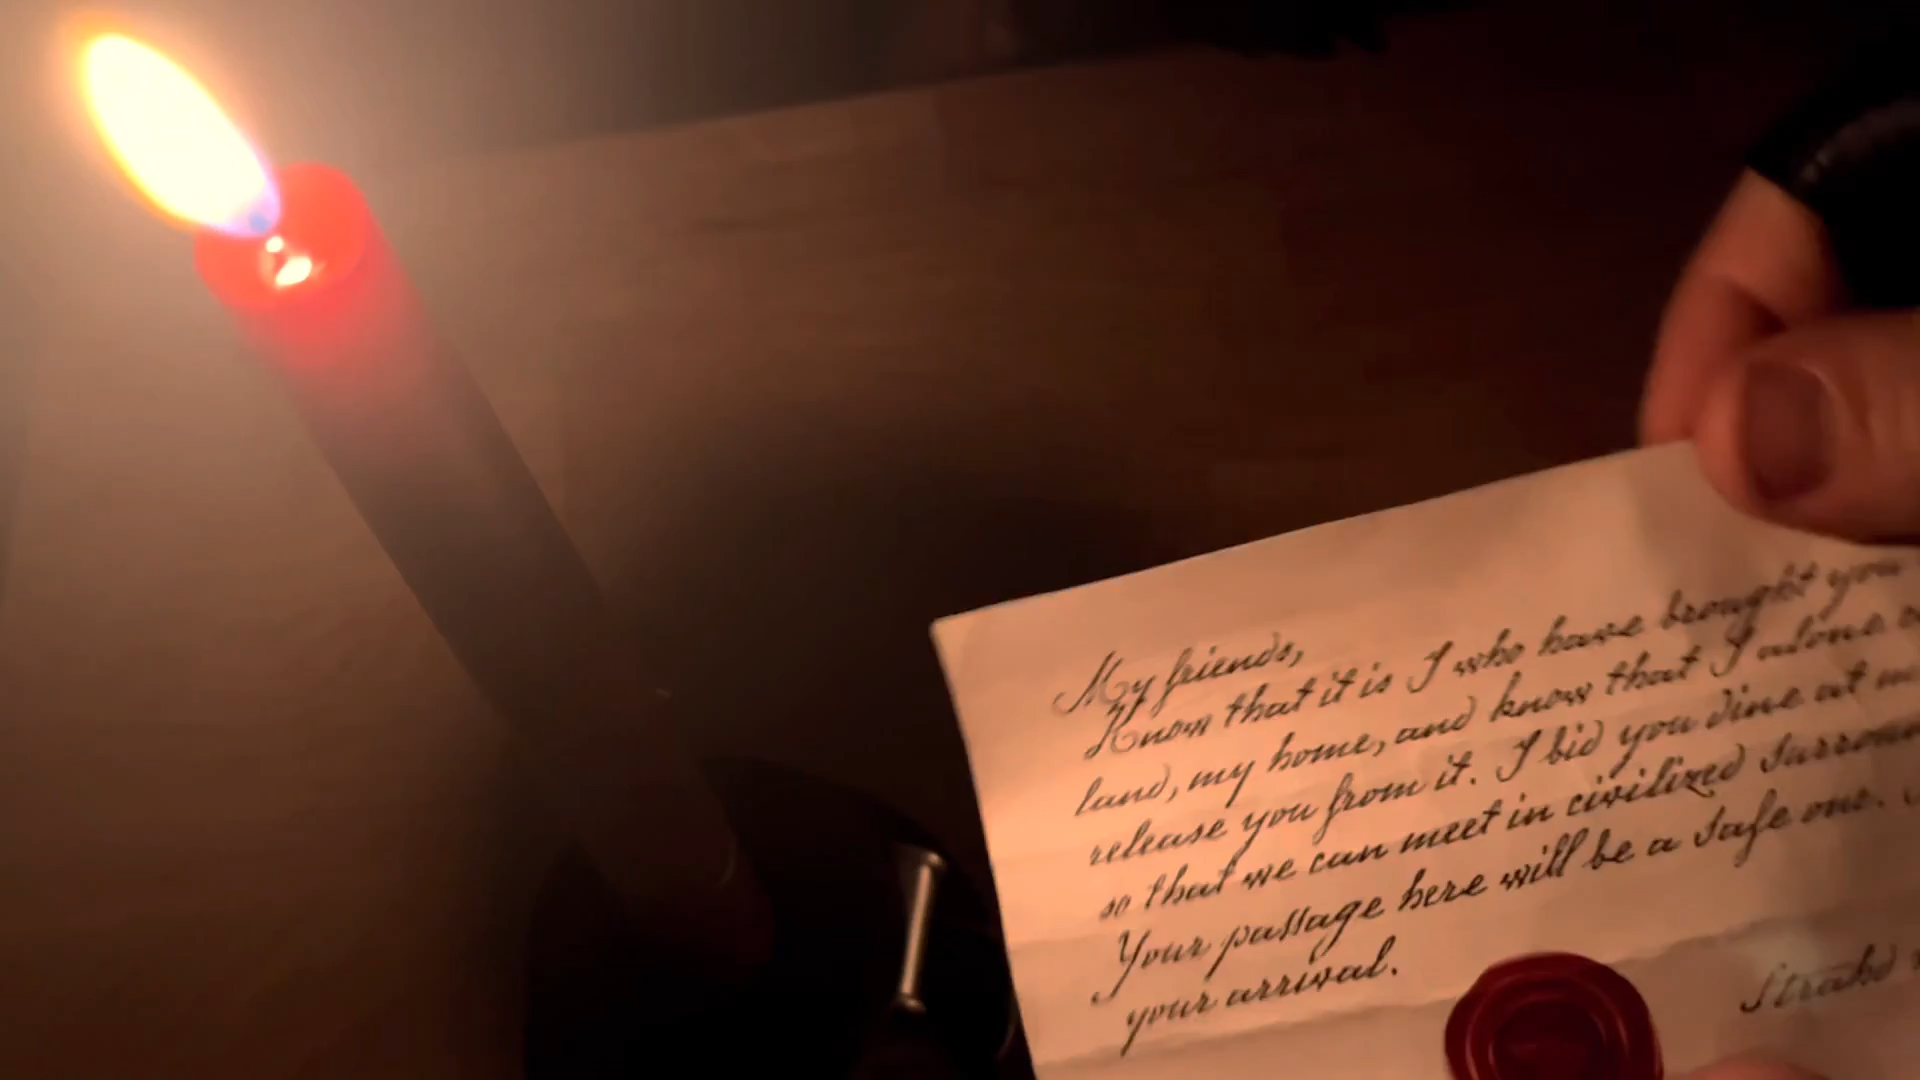 My friends,
Know that it is I who have brought you
land, my home, and know that I alone
release you from it. I bid you dine at
so that we can meet in civilized
Your passage here will be a safe one.
your arrival.
Strahd